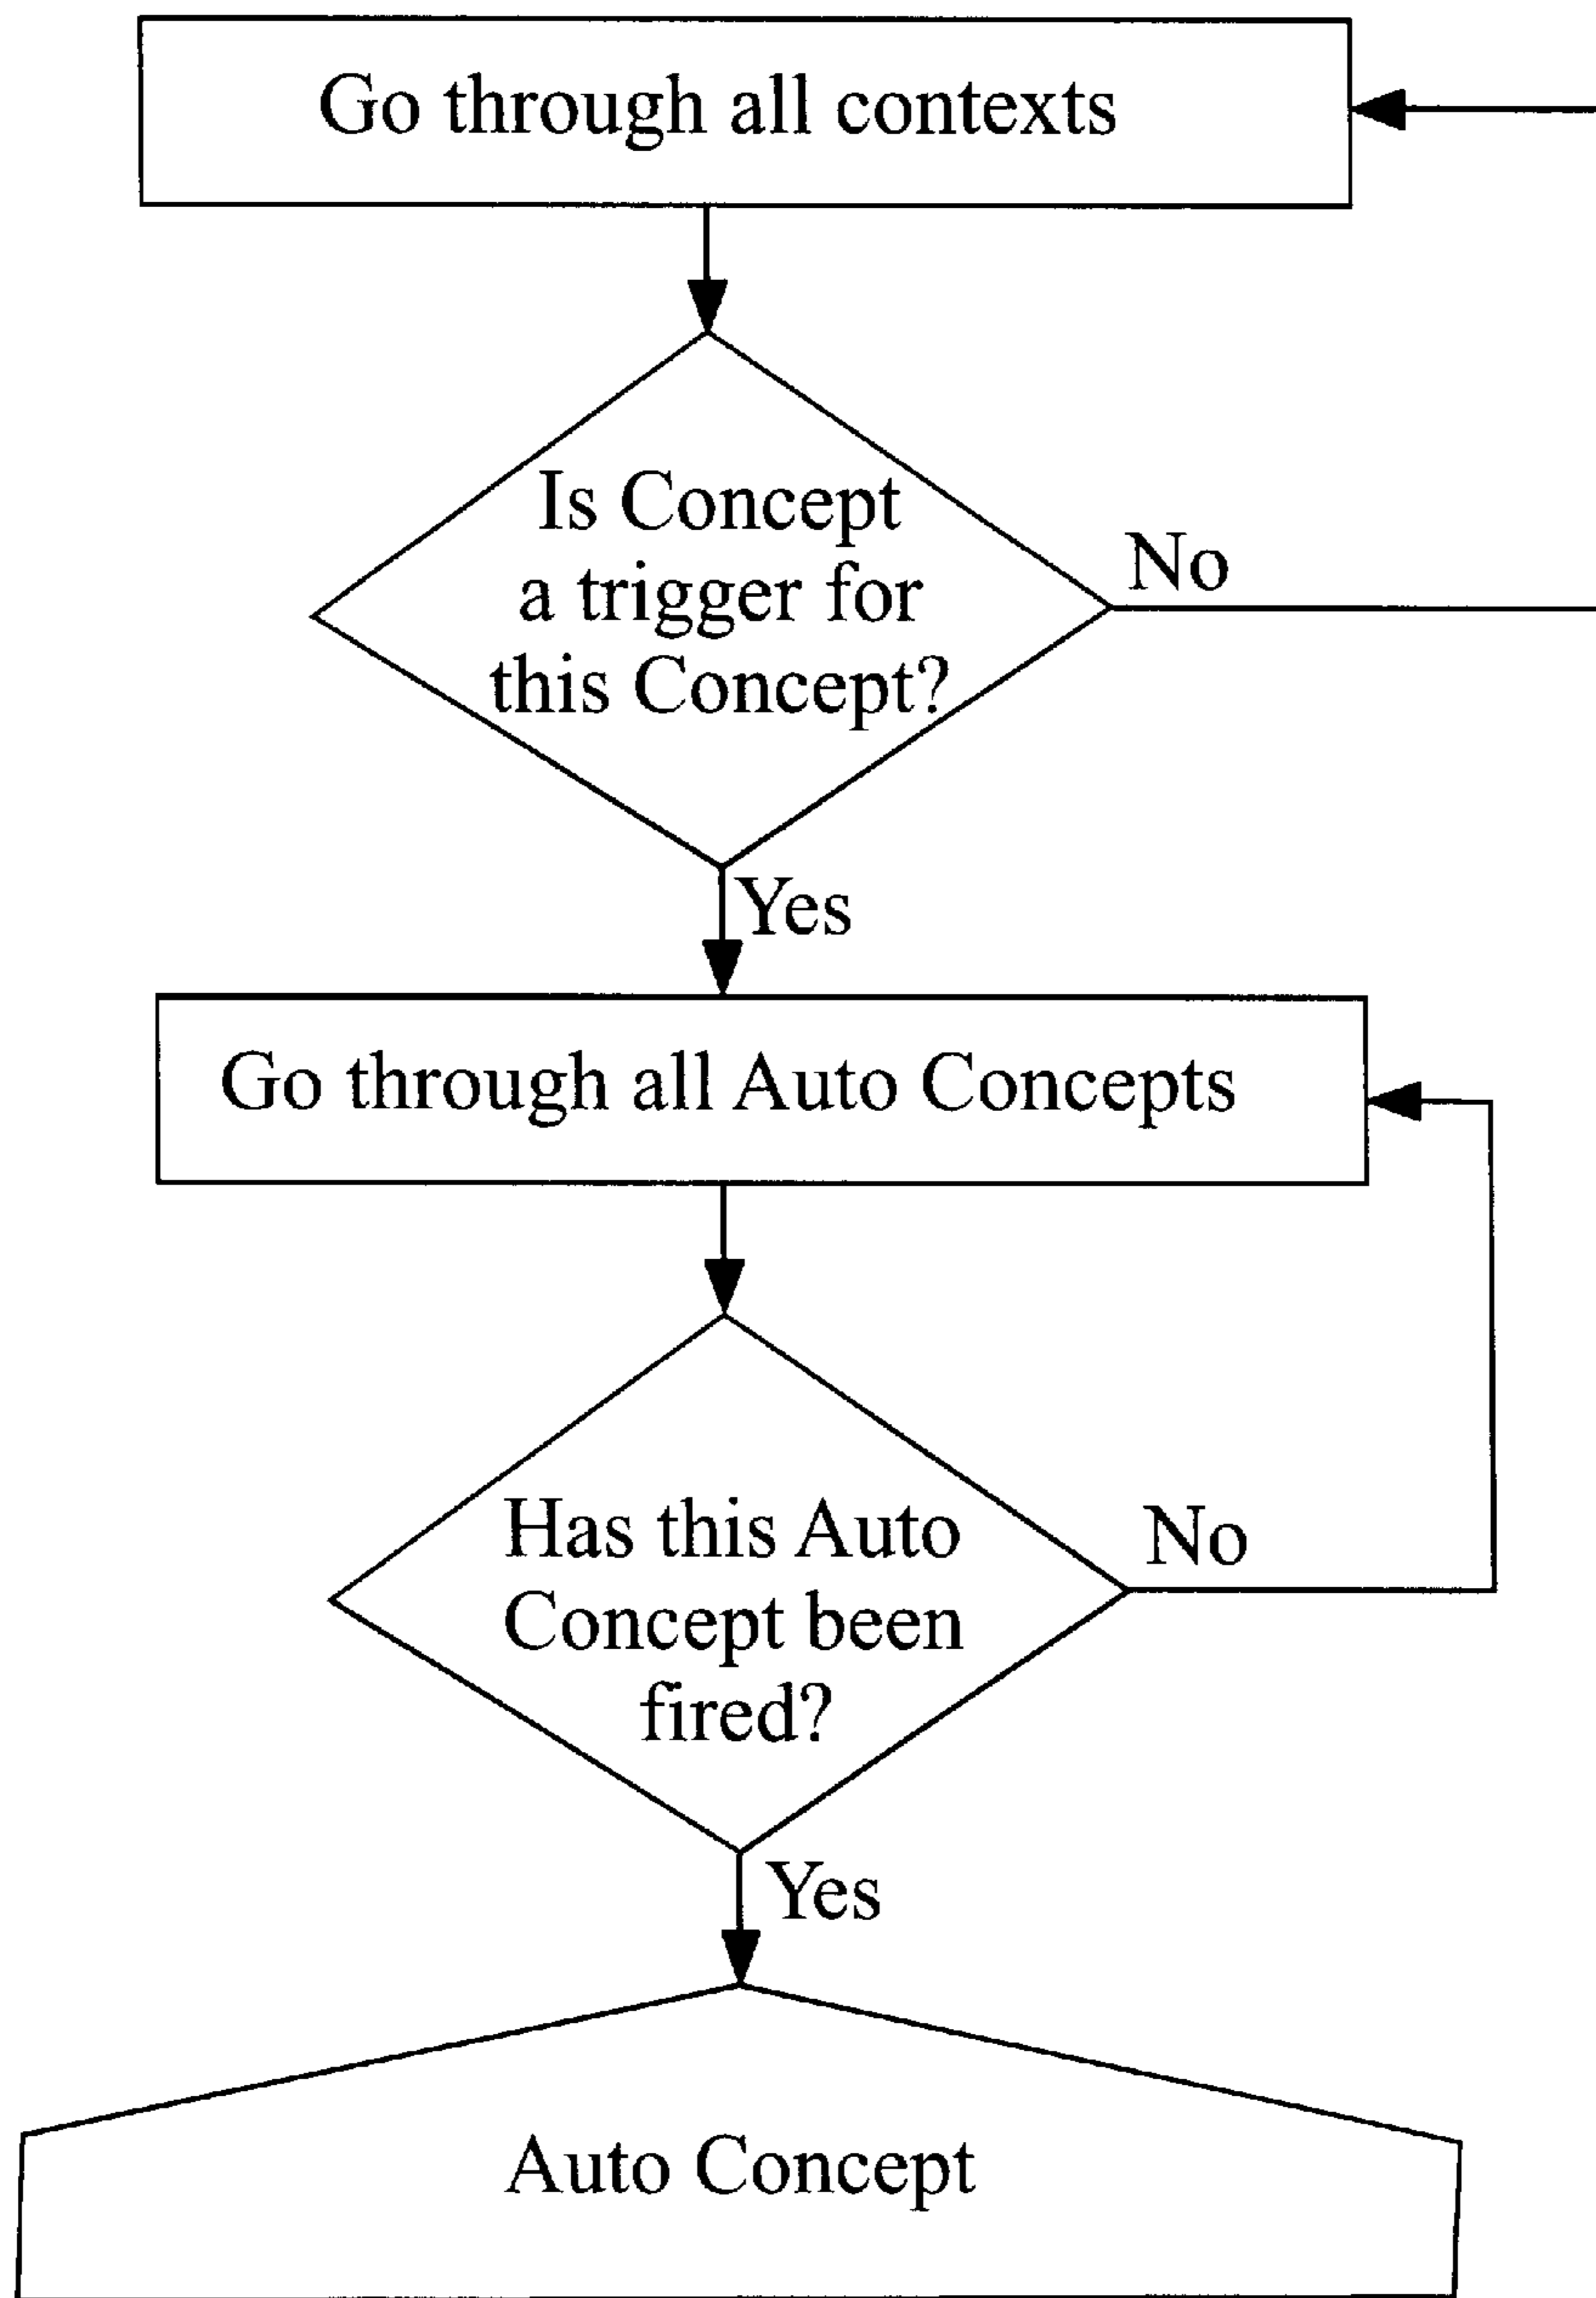 Go through all contexts
Is Concept
a trigger for
this Concept?
No
Yes
Go through all Auto Concepts
Has this Auto
Concept been
fired?
No
Yes
Auto Concept